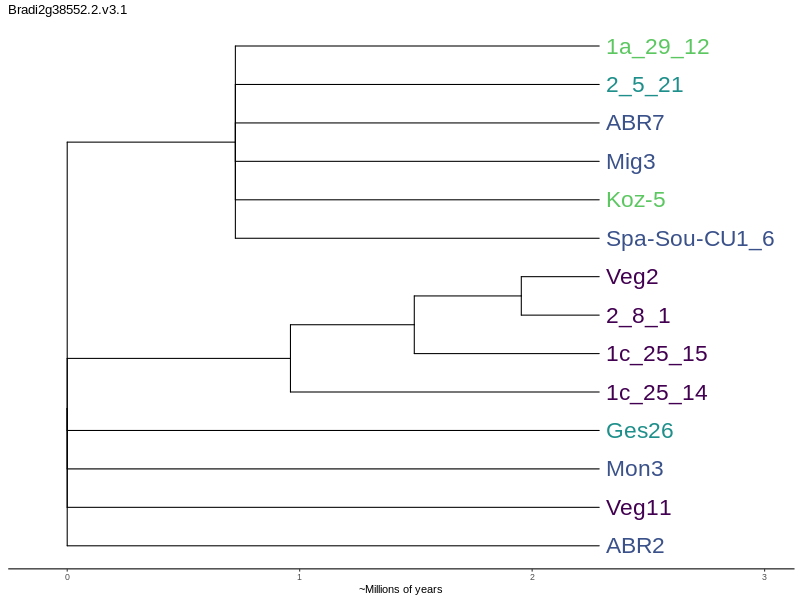 Bradi2g38552.2.v3.1
1a_29_12
2_5_21
ABR7
Mig3
Koz-5
Spa-Sou-CU1_6
Veg2
2_8_1
1c_25_15
1c_25_14
Ges26
Mon3
Veg11
ABR2
0 1 2 3
~Millions of years